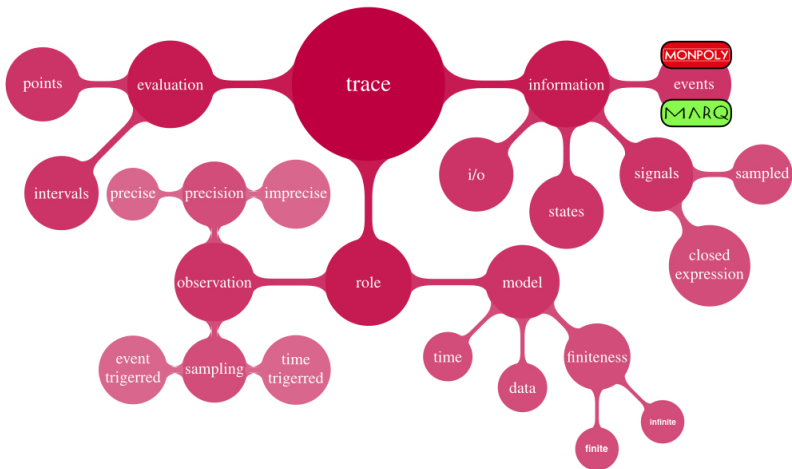 trace
evaluation
points
intervals
information
MONPOLY
events
MARQ
i/o
states
signals
sampled
closed
expression
role
observation
precision
precise
imprecise
sampling
event
trigerred
time
trigerred
model
time
data
finiteness
finite
infinite